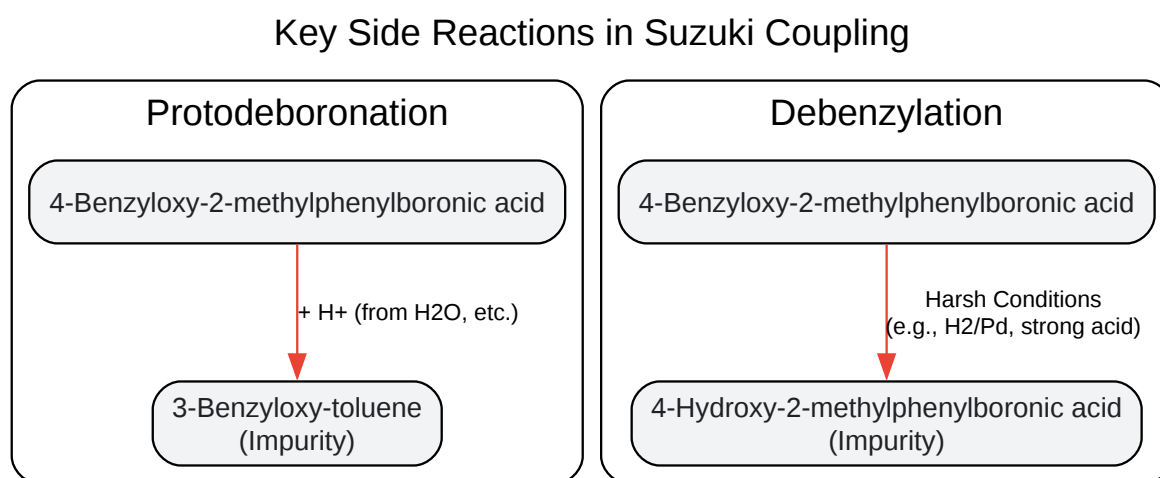 Key Side Reactions in Suzuki Coupling
Protodeboronation
4-Benzyloxy-2-methylphenylboronic acid
+ H+ (from H2O, etc.)
3-Benzyloxy-toluene
(Impurity)
Debenzylation
4-Benzyloxy-2-methylphenylboronic acid
Harsh Conditions
(e.g., H2/Pd, strong acid)
4-Hydroxy-2-methylphenylboronic acid
(Impurity)